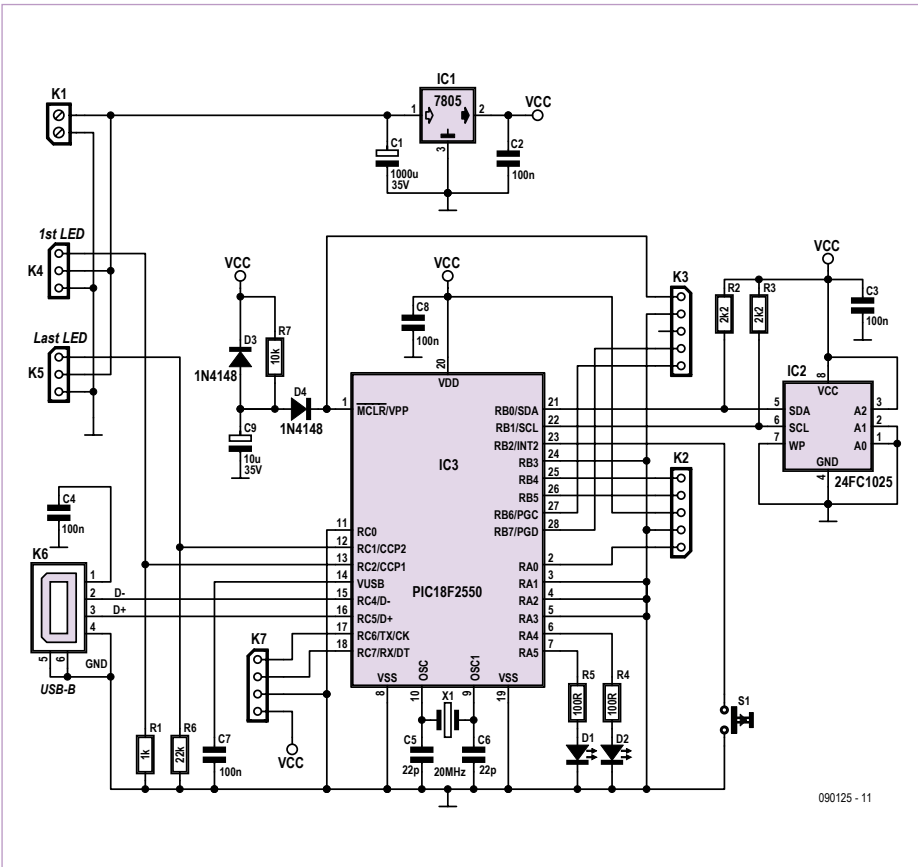 IC1
K1
7805
VCC
1
2
3
C1
1000u
35V
C2
100n
1st LED
K4
Last LED
K5
VCC
D3
1N4148
R7
10k
D4
1N4148
C9
10u
35V
VCC
C8
100n
K3
VCC
R2
2k2
R3
2k2
C3
100n
IC2
8
VCC
5 SDA A2 3
6 SCL A1 2
7 WP A0 1
GND
4
24FC1025
20
VDD
1 MCLR/VPP
IC3
PIC18F2550
RB0/SDA 21
RB1/SCL 22
RB2/INT2 23
RB3 24
RB4 25
RB5 26
RB6/PGC 27
RB7/PGD 28
RA0 2
RA1 3
RA2 4
RA3 5
RA4 6
RA5 7
11 RC0
12 RC1/CCP2
13 RC2/CCP1
14 VUSB
15 RC4/D-
16 RC5/D+
17 RC6/TX/CK
18 RC7/RX/DT
VSS OSC OSC1 VSS
8 10 9 19
K2
C4
100n
K6
1
2 D-
3 D+
4
5 6 GND
USB-B
K7
VCC
R1
1k
R6
22k
C7
100n
X1
C5
22p
20MHz
C6
22p
R5
100R
R4
100R
D1
D2
S1
090125 - 11